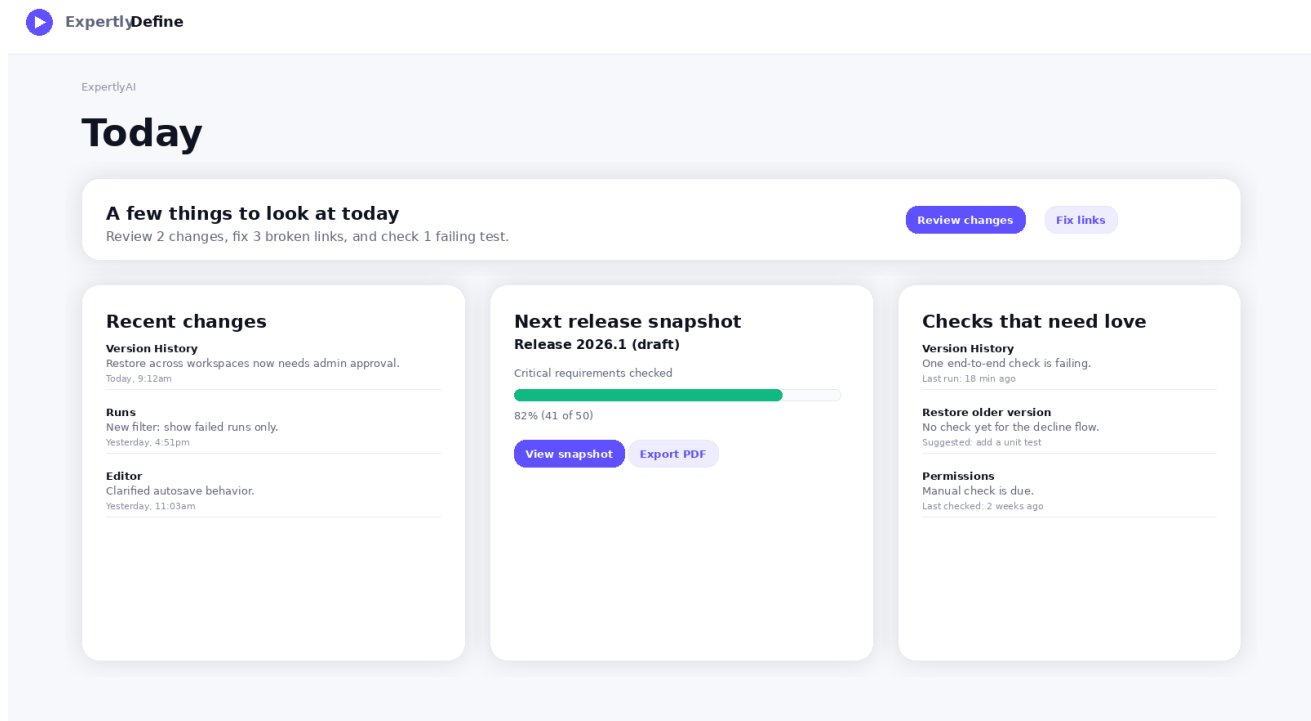 ExpertlyDefine
ExpertlyAI
Today
A few things to look at today
Review 2 changes, fix 3 broken links, and check 1 failing test.
Review changes
Fix links
Recent changes
Version History
Restore across workspaces now needs admin approval.
Today, 9:12am
Runs
New filter: show failed runs only.
Yesterday, 4:51pm
Editor
Clarified autosave behavior.
Yesterday, 11:03am
Next release snapshot
Release 2026.1 (draft)
Critical requirements checked
82% (41 of 50)
View snapshot
Export PDF
Checks that need love
Version History
One end-to-end check is failing.
Last run: 18 min ago
Restore older version
No check yet for the decline flow.
Suggested: add a unit test
Permissions
Manual check is due.
Last checked: 2 weeks ago